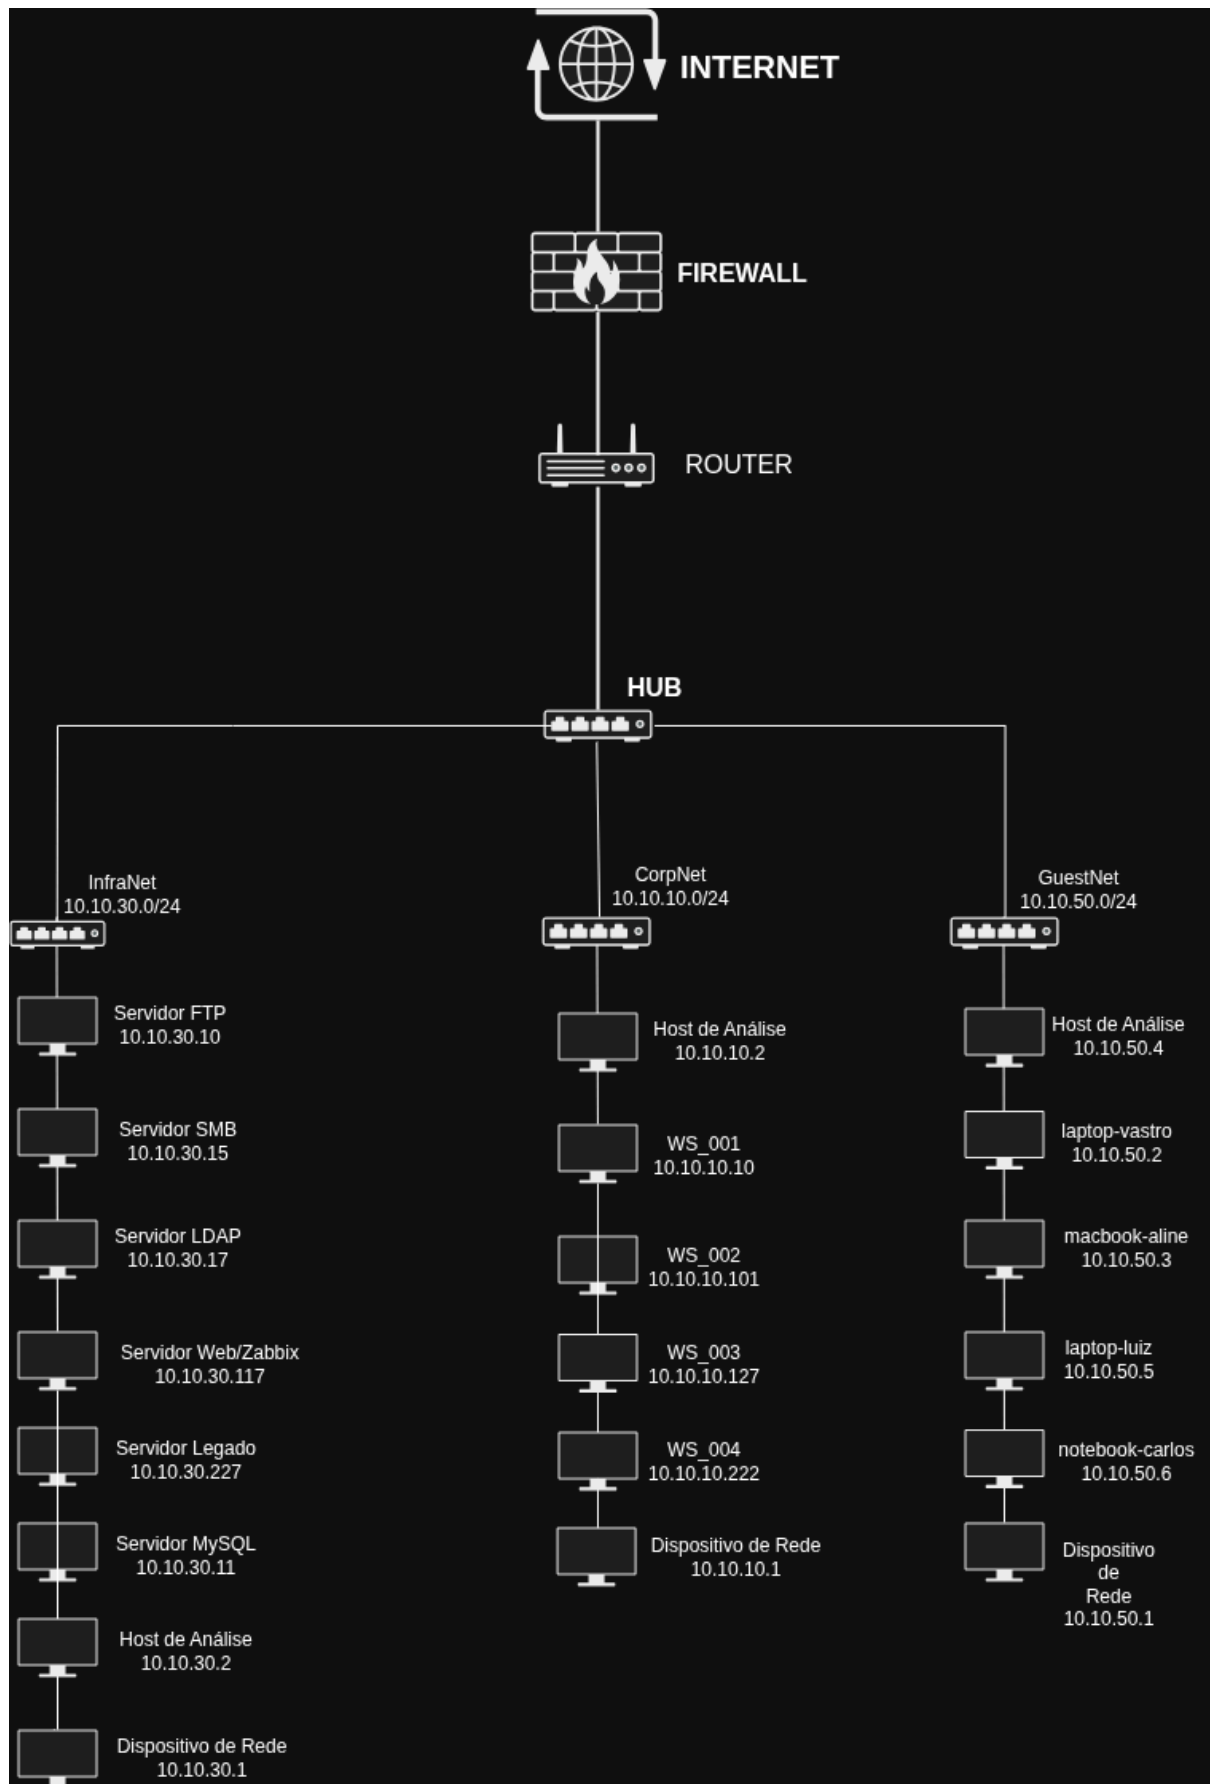 INTERNET
FIREWALL
ROUTER
HUB
InfraNet
10.10.30.0/24
Servidor FTP
10.10.30.10
Servidor SMB
10.10.30.15
Servidor LDAP
10.10.30.17
Servidor Web/Zabbix
10.10.30.117
Servidor Legado
10.10.30.227
Servidor MySQL
10.10.30.11
Host de Análise
10.10.30.2
Dispositivo de Rede
10.10.30.1
CorpNet
10.10.10.0/24
Host de Análise
10.10.10.2
WS_001
10.10.10.10
WS_002
10.10.10.101
WS_003
10.10.10.127
WS_004
10.10.10.222
Dispositivo de Rede
10.10.10.1
GuestNet
10.10.50.0/24
Host de Análise
10.10.50.4
laptop-vastro
10.10.50.2
macbook-aline
10.10.50.3
laptop-luiz
10.10.50.5
notebook-carlos
10.10.50.6
Dispositivo
de
Rede
10.10.50.1